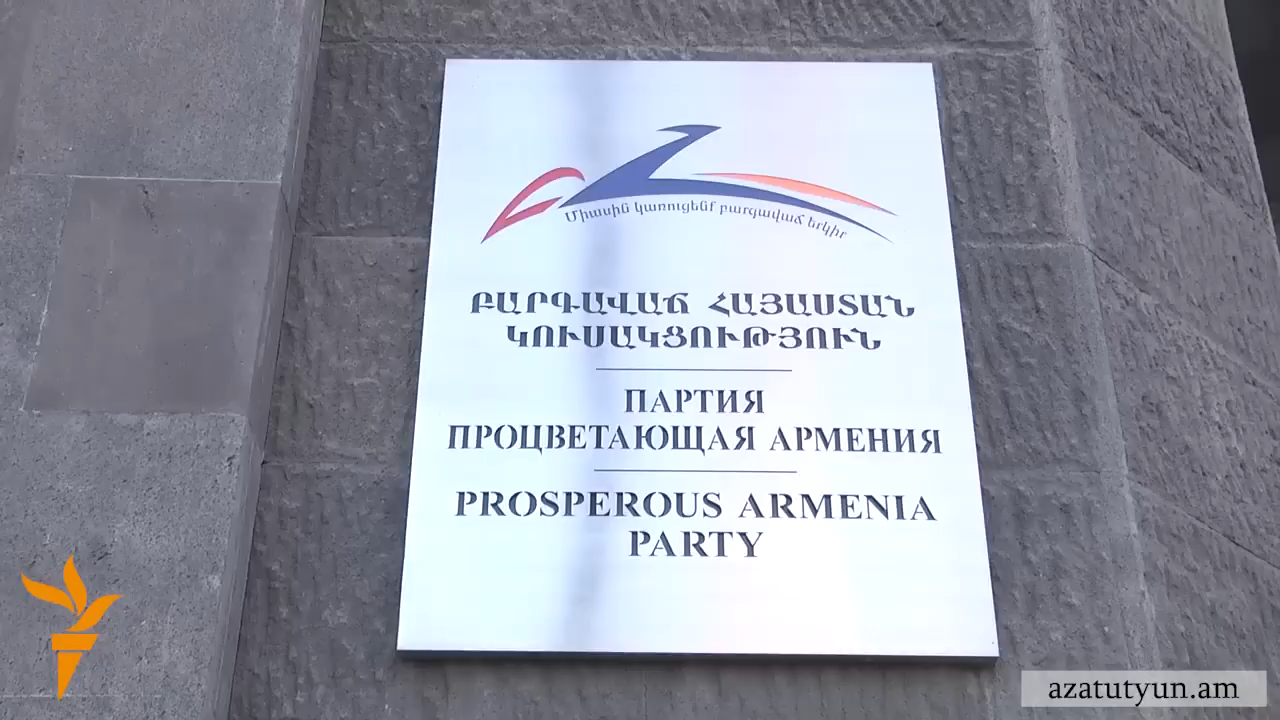 Միասին կառուցենք բարգավաճ երկիր
ԲԱՐԳԱՎԱՃ ՀԱՅԱՍՏԱՆ
ԿՈՒՍԱԿՑՈՒԹՅՈՒՆ
ПАРТИЯ
ПРОЦВЕТАЮЩАЯ АРМЕНИЯ
PROSPEROUS ARMENIA
PARTY
azatutyun.am